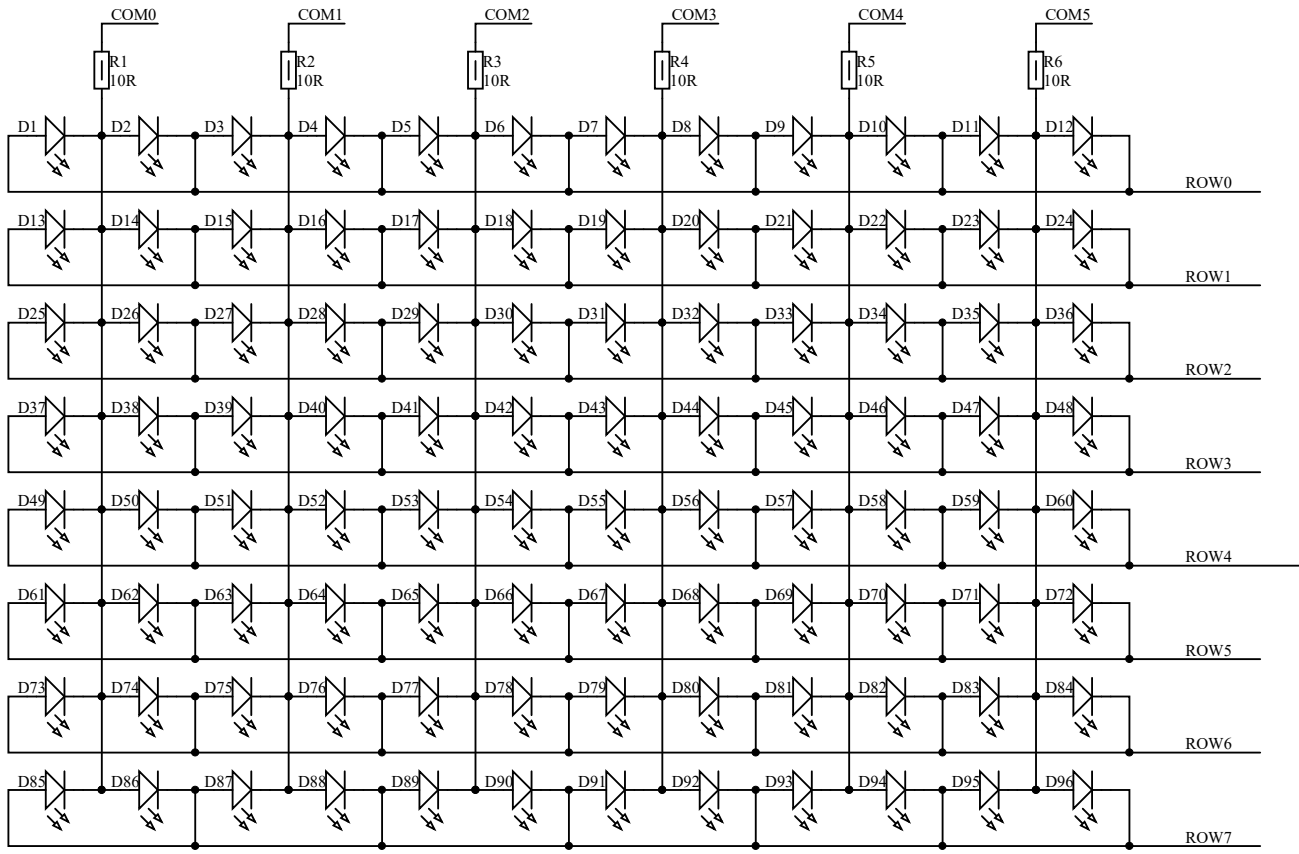 COM0 COM1 COM2 COM3 COM4 COM5
R1 R2 R3 R4 R5 R6
10R 10R 10R 10R 10R 10R
D1 D2 D3 D4 D5 D6 D7 D8 D9 D10 D11 D12
ROW0
D13 D14 D15 D16 D17 D18 D19 D20 D21 D22 D23 D24
ROW1
D25 D26 D27 D28 D29 D30 D31 D32 D33 D34 D35 D36
ROW2
D37 D38 D39 D40 D41 D42 D43 D44 D45 D46 D47 D48
ROW3
D49 D50 D51 D52 D53 D54 D55 D56 D57 D58 D59 D60
ROW4
D61 D62 D63 D64 D65 D66 D67 D68 D69 D70 D71 D72
ROW5
D73 D74 D75 D76 D77 D78 D79 D80 D81 D82 D83 D84
ROW6
D85 D86 D87 D88 D89 D90 D91 D92 D93 D94 D95 D96
ROW7